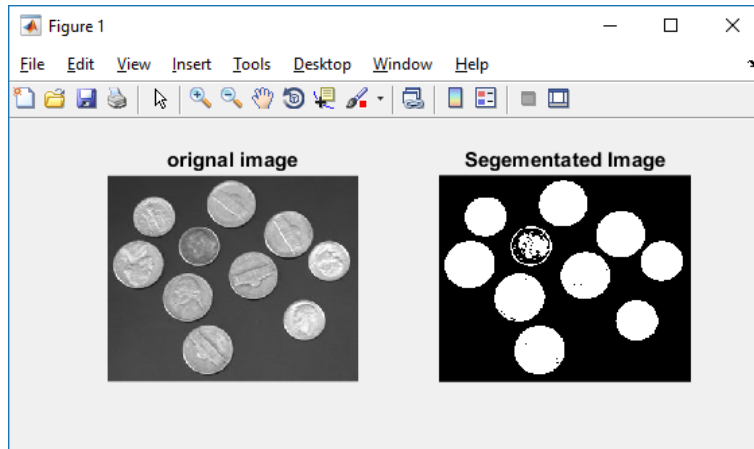 Figure 1
File Edit View Insert Tools Desktop Window Help
orignal image
Segementated Image